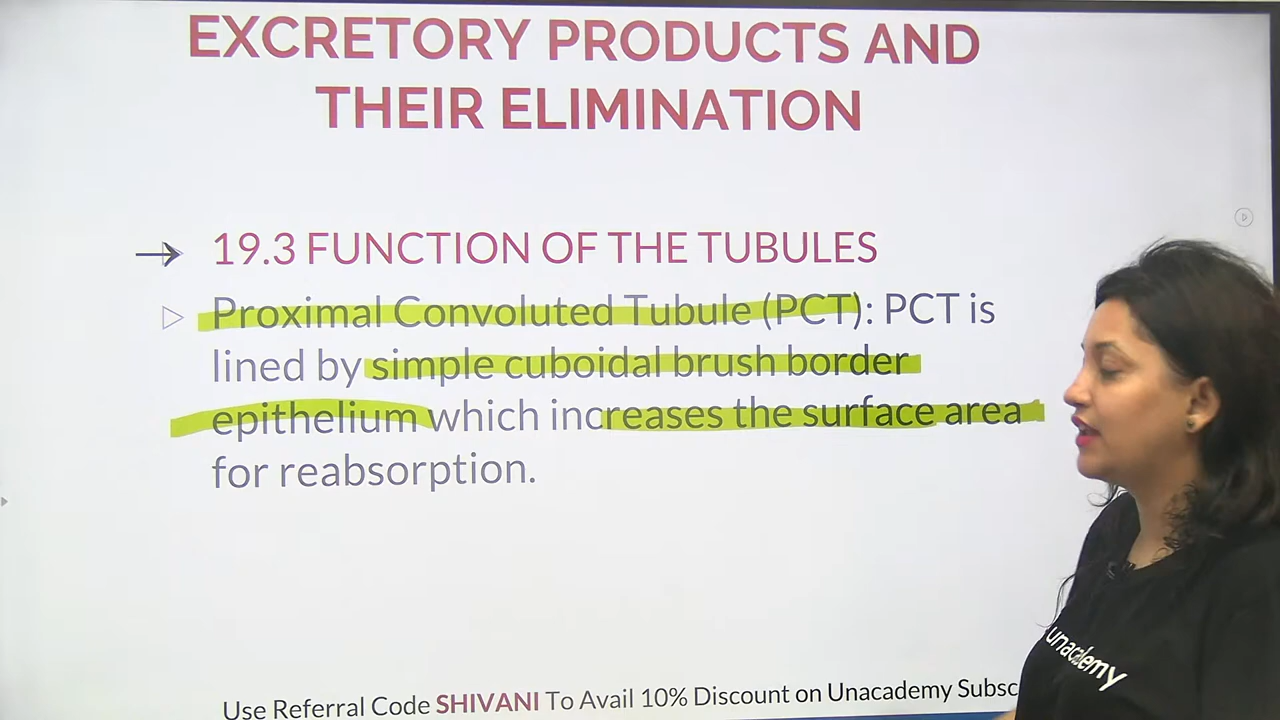 EXCRETORY PRODUCTS AND
THEIR ELIMINATION
→ 19.3 FUNCTION OF THE TUBULES
▷ Proximal Convoluted Tubule (PCT): PCT is
lined by simple cuboidal brush border
epithelium which increases the surface area
for reabsorption.
unacademy
Use Referral Code SHIVANI To Avail 10% Discount on Unacademy Subsc